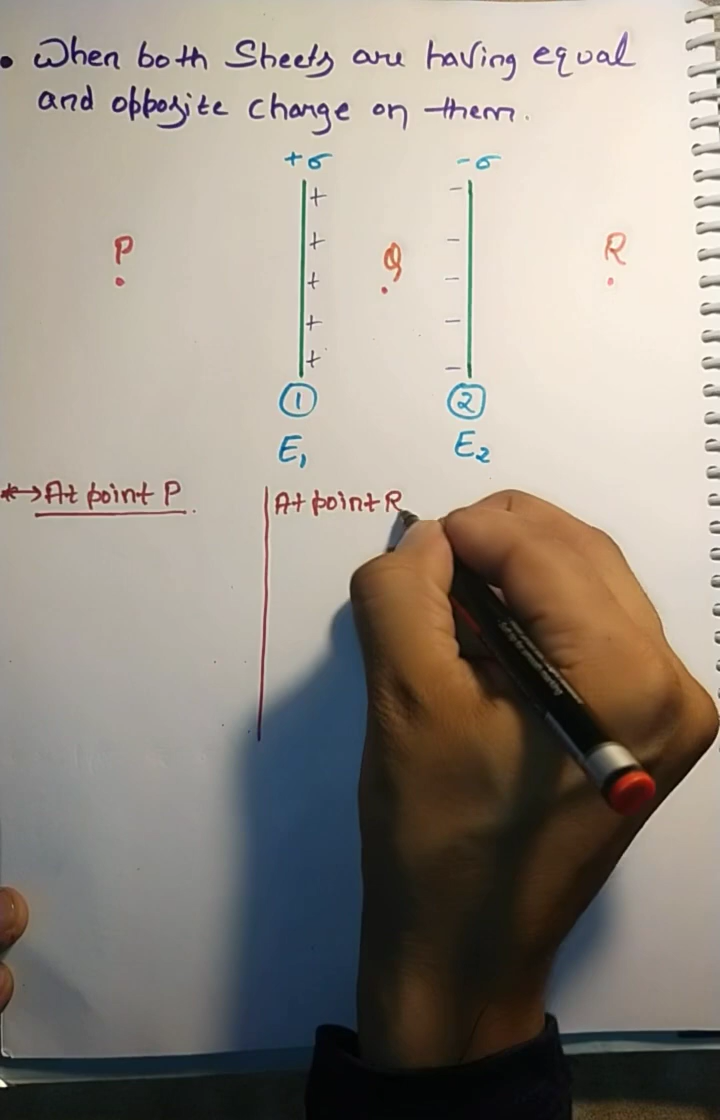 • When both Sheets are having equal
and opposite charge on them.
+σ -σ
+ −
+ −
+ −
+ −
+ −
P Q R
1 2
E₁ E₂
*→ At point P.
At point R